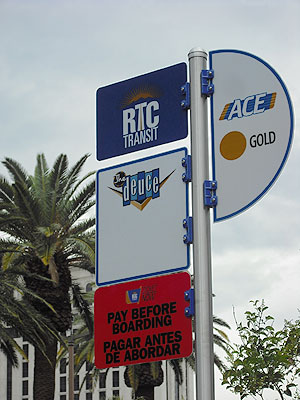 RTC
TRANSIT
ACE
GOLD
The
deuce
PAY BEFORE
BOARDING
PAGAR ANTES
DE ABORDAR